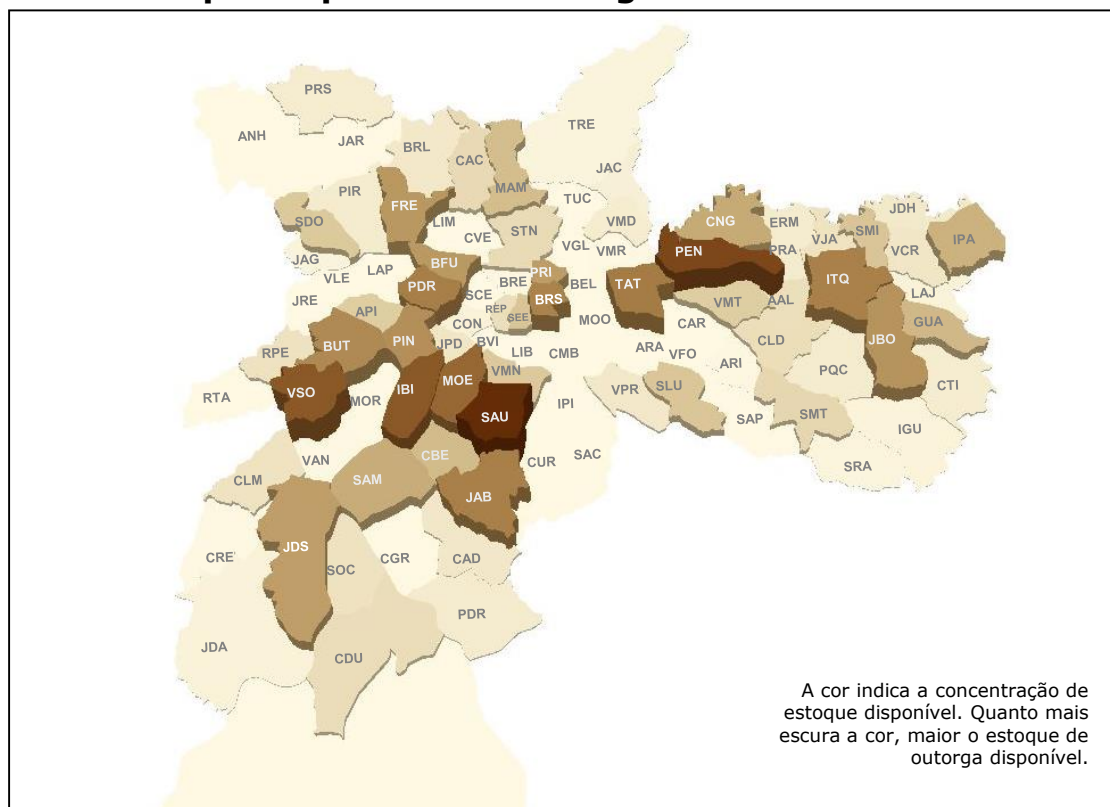 PRS
ANH
JAR
BRL
CAC
MAM
TRE
JAC
PIR
FRE
LIM
CVE
STN
TUC
VMD
VGL
VMR
SDO
JAG
VLE
LAP
BFU
PDR
JRE
SCE
BRE
PRI
BRS
BEL
TAT
PEN
CNG
ERM
PRA
VJA
SMI
JDH
VCR
IPA
ITQ
LAJ
GUA
AAL
VMT
API
REP
SEE
CON
MOO
CAR
CLD
JBO
BUT
PIN
JPD
BVI
LIB
CMB
ARA
VFO
ARI
PQC
CTI
RPE
VSO
IBI
MOE
VMN
SAU
IPI
VPR
SLU
SAP
SMT
IGU
RTA
MOR
VAN
CBE
CUR
SAC
SRA
CLM
SAM
JAB
CRE
JDS
SOC
CGR
CAD
JDA
CDU
PDR
A cor indica a concentração de
estoque disponível. Quanto mais
escura a cor, maior o estoque de
outorga disponível.